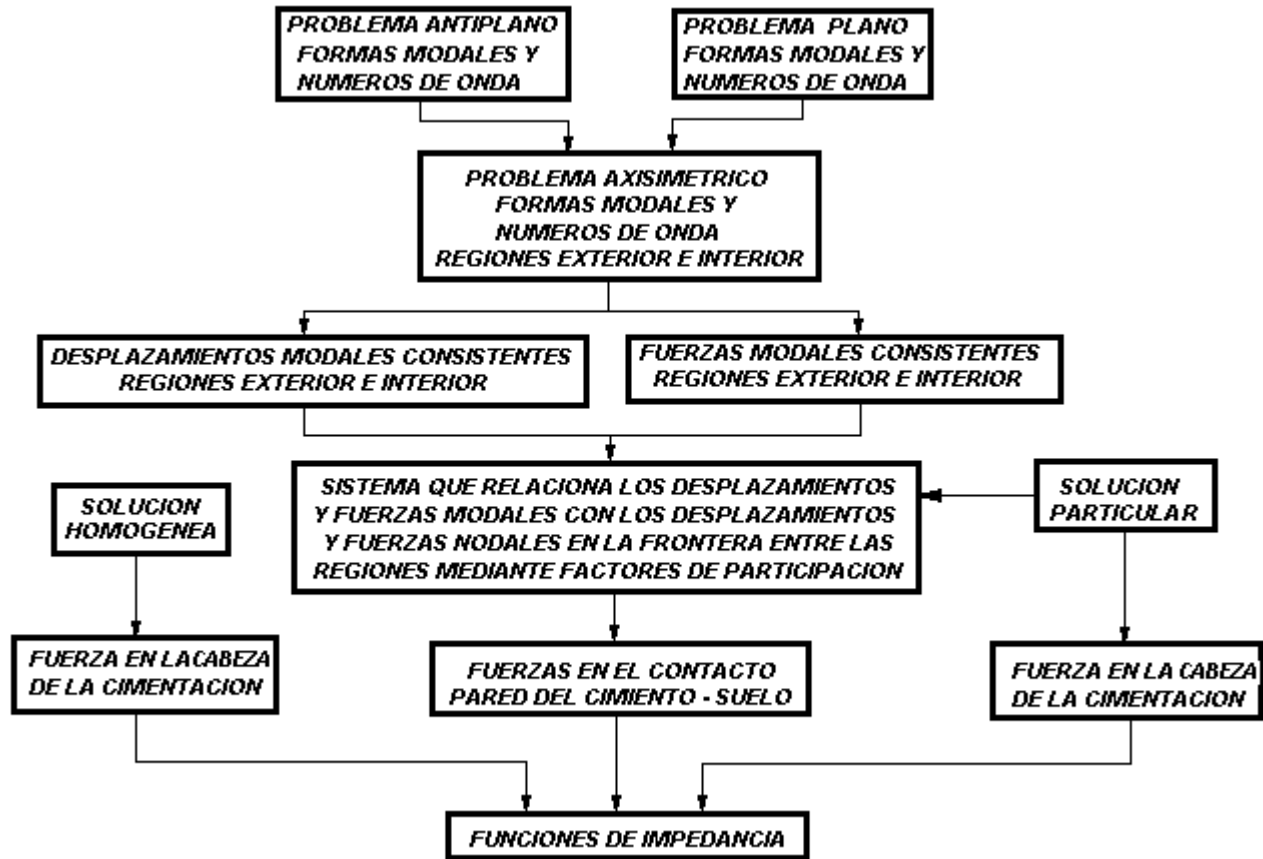 PROBLEMA ANTIPLANO
FORMAS MODALES Y
NUMEROS DE ONDA
PROBLEMA PLANO
FORMAS MODALES Y
NUMEROS DE ONDA
PROBLEMA AXISIMETRICO
FORMAS MODALES Y
NUMEROS DE ONDA
REGIONES EXTERIOR E INTERIOR
DESPLAZAMIENTOS MODALES CONSISTENTES
REGIONES EXTERIOR E INTERIOR
FUERZAS MODALES CONSISTENTES
REGIONES EXTERIOR E INTERIOR
SOLUCION
HOMOGENEA
SISTEMA QUE RELACIONA LOS DESPLAZAMIENTOS
Y FUERZAS MODALES CON LOS DESPLAZAMIENTOS
Y FUERZAS NODALES EN LA FRONTERA ENTRE LAS
REGIONES MEDIANTE FACTORES DE PARTICIPACION
SOLUCION
PARTICULAR
FUERZA EN LA CABEZA
DE LA CIMENTACION
FUERZAS EN EL CONTACTO
PARED DEL CIMIENTO - SUELO
FUERZA EN LA CABEZA
DE LA CIMENTACION
FUNCIONES DE IMPEDANCIA